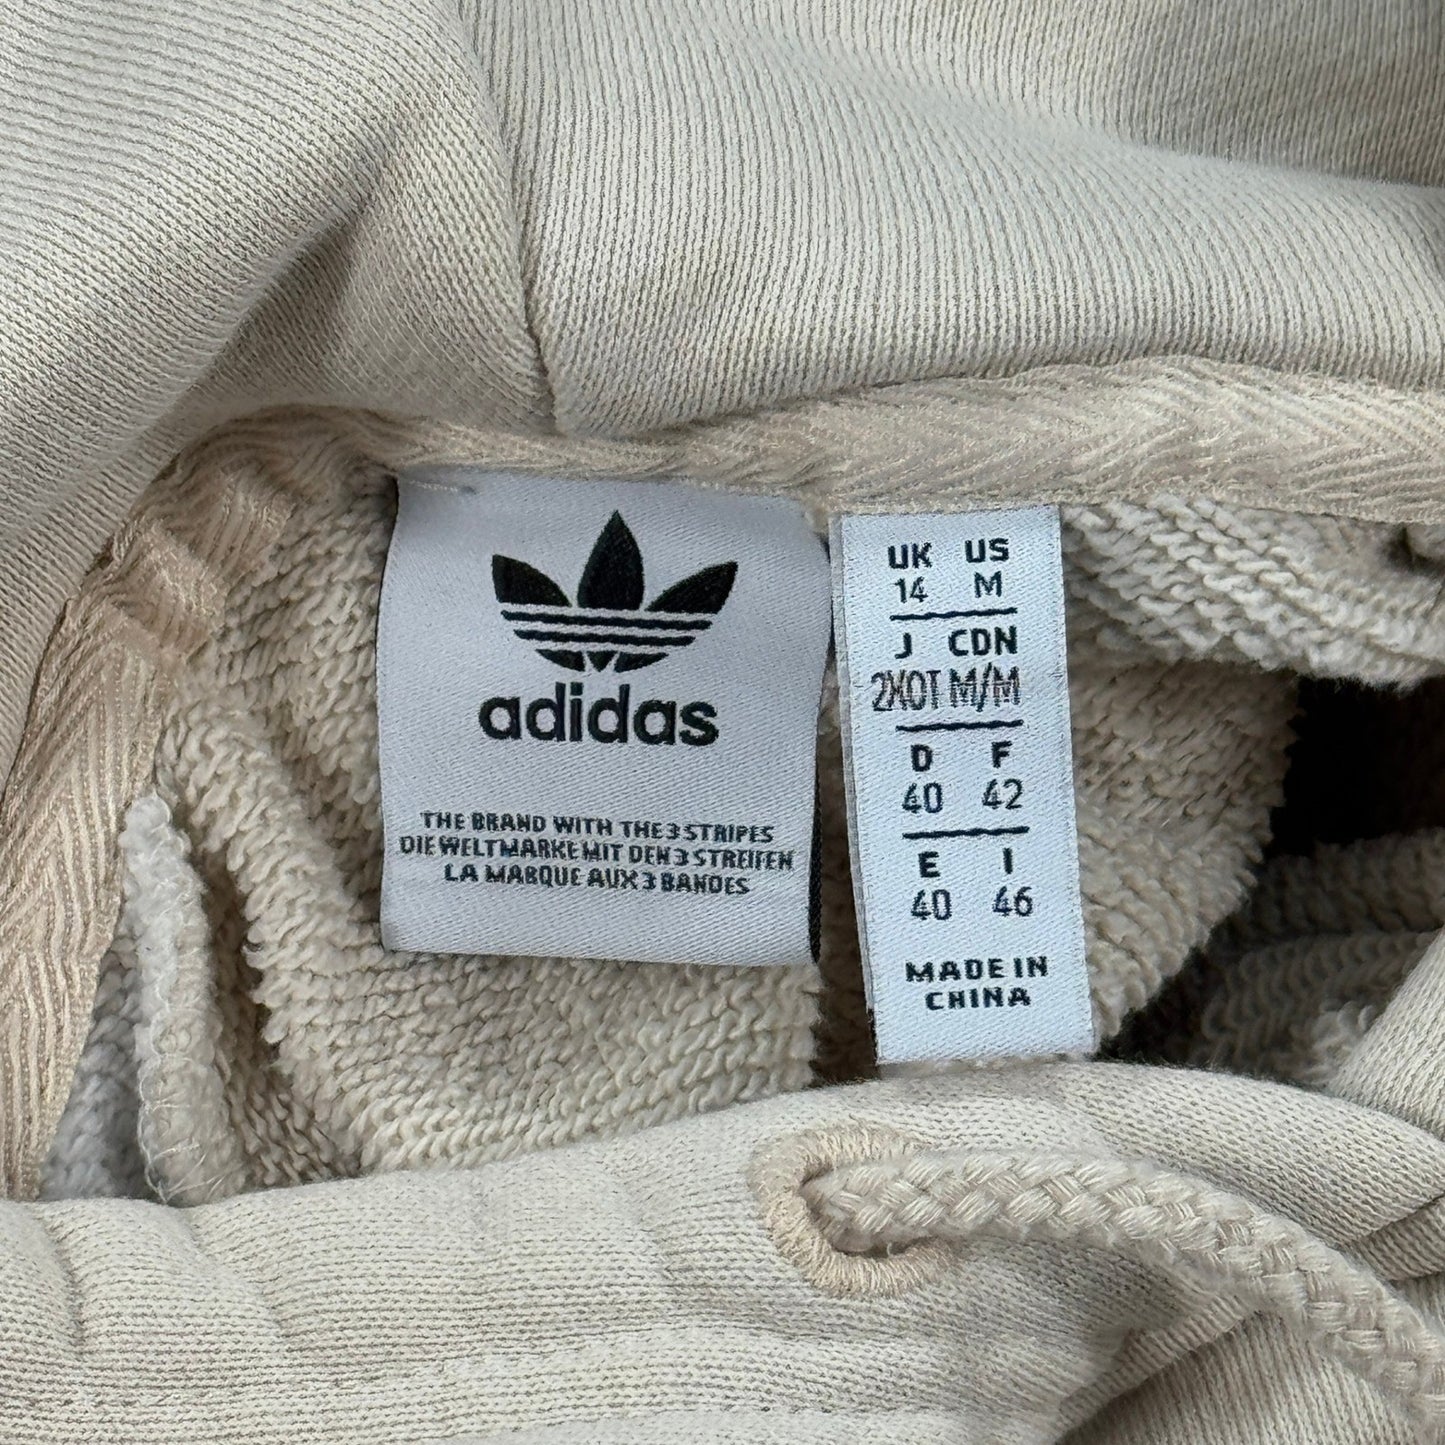 adidas
THE BRAND WITH THE 3 STRIPES
DIE WELTMARKE MIT DEN 3 STREIFEN
LA MARQUE AUX 3 BANDES
UK US
14 M
J CDN
2XOT M/M
D F
40 42
E I
40 46
MADE IN
CHINA